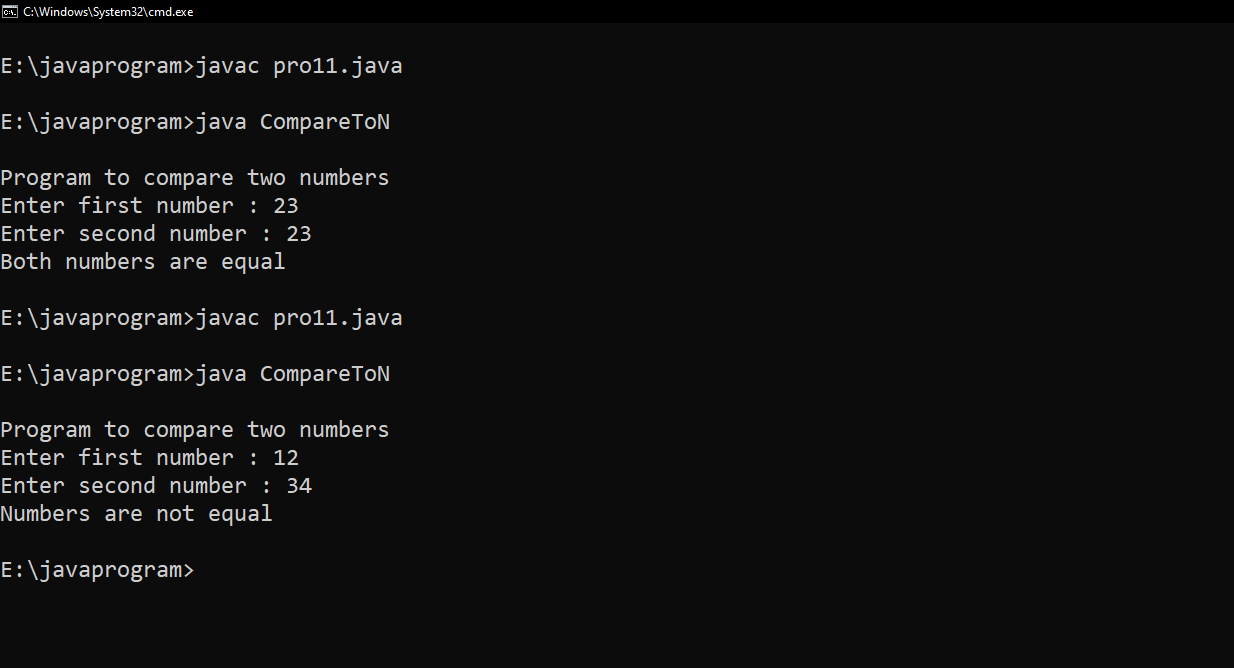 C:\Windows\System32\cmd.exe
E:\javaprogram>javac pro11.java
E:\javaprogram>java CompareToN
Program to compare two numbers
Enter first number : 23
Enter second number : 23
Both numbers are equal
E:\javaprogram>javac pro11.java
E:\javaprogram>java CompareToN
Program to compare two numbers
Enter first number : 12
Enter second number : 34
Numbers are not equal
E:\javaprogram>